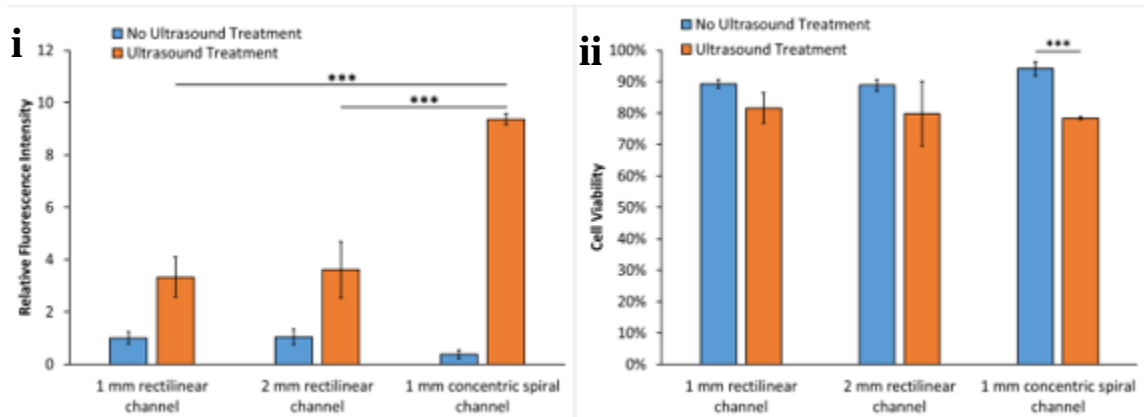 i
No Ultrasound Treatment
Ultrasound Treatment
12
10
8
6
4
2
0
Relative Fluorescence Intensity
***
***
1 mm rectilinear
channel
2 mm rectilinear
channel
1 mm concentric spiral
channel
ii
No Ultrasound Treatment
Ultrasound Treatment
100%
90%
80%
70%
60%
50%
40%
30%
20%
10%
0%
Cell Viability
***
1 mm rectilinear
channel
2 mm rectilinear
channel
1 mm concentric spiral
channel